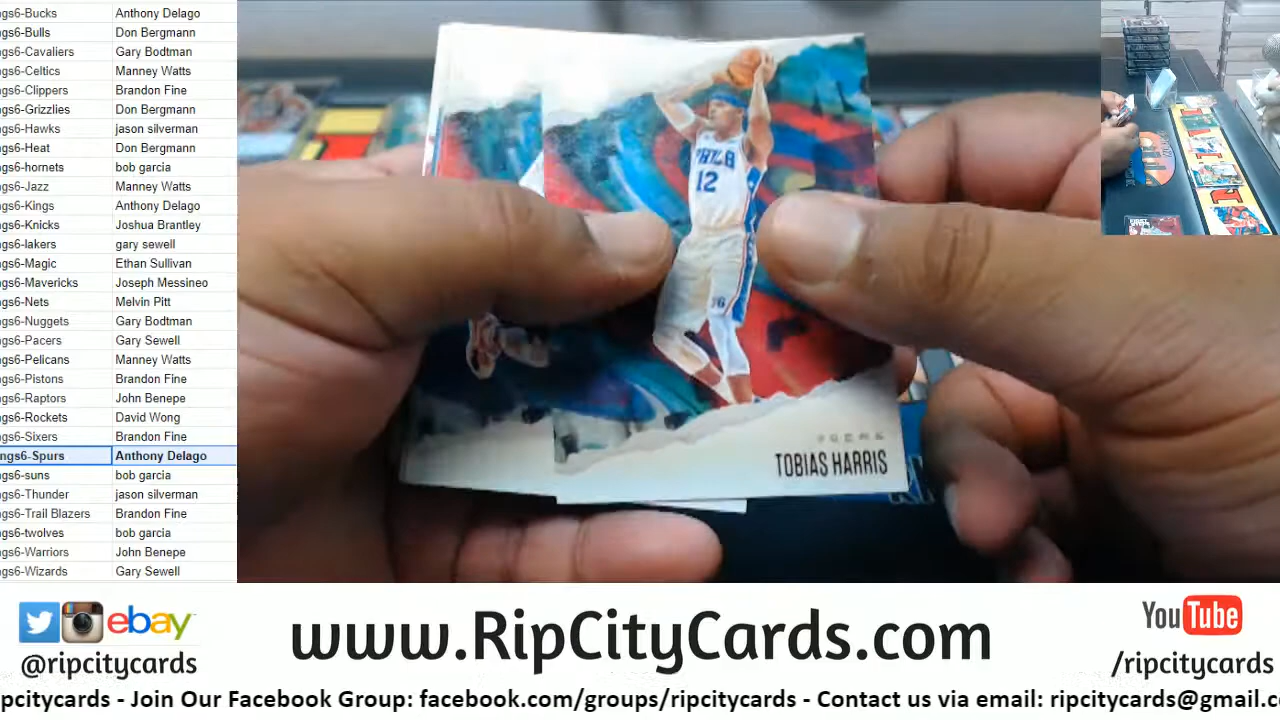 ngs6-Bucks Anthony Delago
ngs6-Bulls Don Bergmann
ngs6-Cavaliers Gary Bodtman
ngs6-Celtics Manney Watts
ngs6-Clippers Brandon Fine
ngs6-Grizzlies Don Bergmann
ngs6-Hawks jason silverman
ngs6-Heat Don Bergmann
ngs6-hornets bob garcia
ngs6-Jazz Manney Watts
ngs6-Kings Anthony Delago
ngs6-Knicks Joshua Brantley
ngs6-lakers gary sewell
ngs6-Magic Ethan Sullivan
ngs6-Mavericks Joseph Messineo
ngs6-Nets Melvin Pitt
ngs6-Nuggets Gary Bodtman
ngs6-Pacers Gary Sewell
ngs6-Pelicans Manney Watts
ngs6-Pistons Brandon Fine
ngs6-Raptors John Benepe
ngs6-Rockets David Wong
ngs6-Sixers Brandon Fine
ngs6-Spurs Anthony Delago
ngs6-suns bob garcia
ngs6-Thunder jason silverman
ngs6-Trail Blazers Brandon Fine
ngs6-twolves bob garcia
ngs6-Warriors John Benepe
ngs6-Wizards Gary Sewell
PHILA
12
76
TOBIAS HARRIS
ebay
@ripcitycards
www.RipCityCards.com
YouTube
/ripcitycards
ipcitycards - Join Our Facebook Group: facebook.com/groups/ripcitycards - Contact us via email: ripcitycards@gmail.c